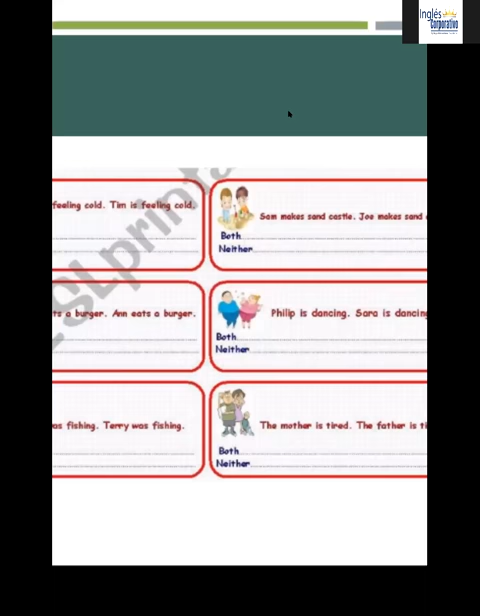 Inglés
Corporativo
feeling cold. Tim is feeling cold.
Sam makes sand castle. Joe makes sand
Both
Neither
ts a burger. Ann eats a burger.
Philip is dancing. Sara is dancing
Both
Neither
as fishing. Terry was fishing.
The mother is tired. The father is ti
Both
Neither
ESLprinta